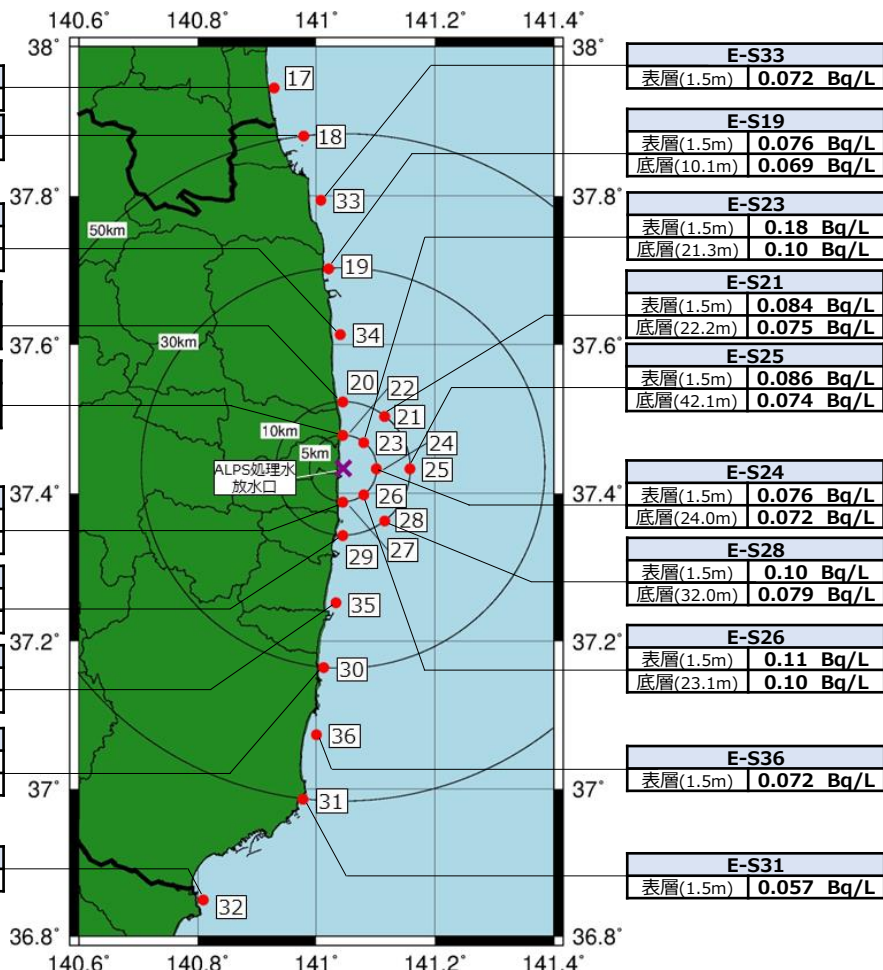 140.6° 140.8° 141° 141.2° 141.4°
38° 38°
37.8° 37.8°
37.6° 37.6°
37.4° 37.4°
37.2° 37.2°
37° 37°
36.8° 36.8°
140.6° 140.8° 141° 141.2° 141.4°
17
18
33
50km
19
30km
34
20
22
21
10km
23
24
5km
25
ALPS処理水
放水口
26
28
29
27
35
30
36
31
32
E-S33
表層(1.5m) 0.072 Bq/L
E-S19
表層(1.5m) 0.076 Bq/L
底層(10.1m) 0.069 Bq/L
E-S23
表層(1.5m) 0.18 Bq/L
底層(21.3m) 0.10 Bq/L
E-S21
表層(1.5m) 0.084 Bq/L
底層(22.2m) 0.075 Bq/L
E-S25
表層(1.5m) 0.086 Bq/L
底層(42.1m) 0.074 Bq/L
E-S24
表層(1.5m) 0.076 Bq/L
底層(24.0m) 0.072 Bq/L
E-S28
表層(1.5m) 0.10 Bq/L
底層(32.0m) 0.079 Bq/L
E-S26
表層(1.5m) 0.11 Bq/L
底層(23.1m) 0.10 Bq/L
E-S36
表層(1.5m) 0.072 Bq/L
E-S31
表層(1.5m) 0.057 Bq/L